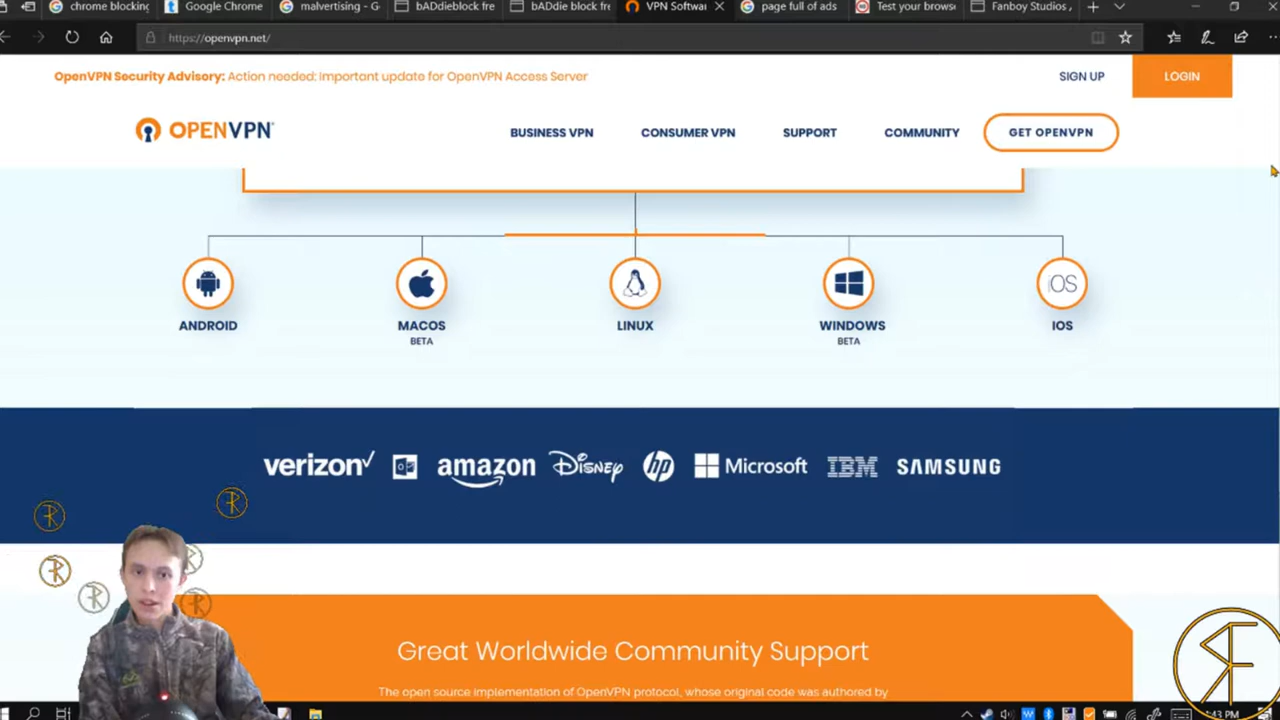 chrome blocking
Google Chrome
malvertising - G
bADdieblock fre
bADdie block fre
VPN Softwa
page full of ads
Test your brows
Fanboy Studios
https://openvpn.net/
OpenVPN Security Advisory: Action needed: Important update for OpenVPN Access Server
SIGN UP
LOGIN
OPENVPN
BUSINESS VPN
CONSUMER VPN
SUPPORT
COMMUNITY
GET OPENVPN
ANDROID
MACOS
BETA
LINUX
WINDOWS
BETA
iOS
IOS
verizon
amazon
Disney
hp
Microsoft
IBM
SAMSUNG
Great Worldwide Community Support
The open source implementation of OpenVPN protocol, whose original code was authored by
:43 PM